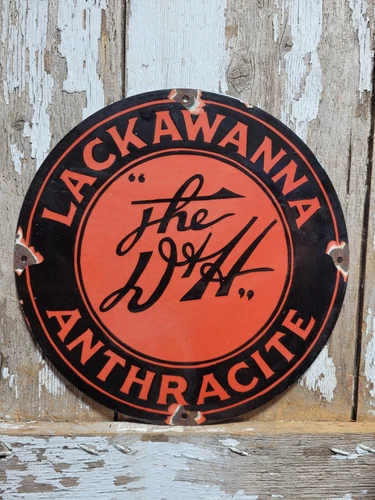 LACKAWANNA
"The
D&H"
ANTHRACITE